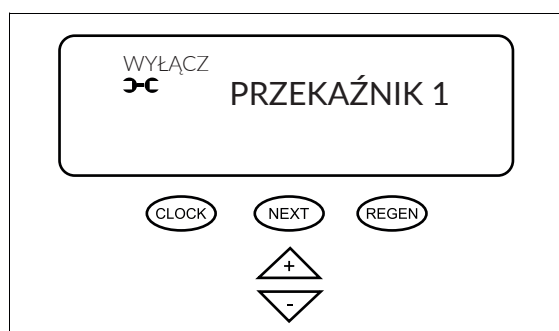 WYŁĄCZ
PRZEKAŹNIK 1
CLOCK NEXT REGEN
+
-